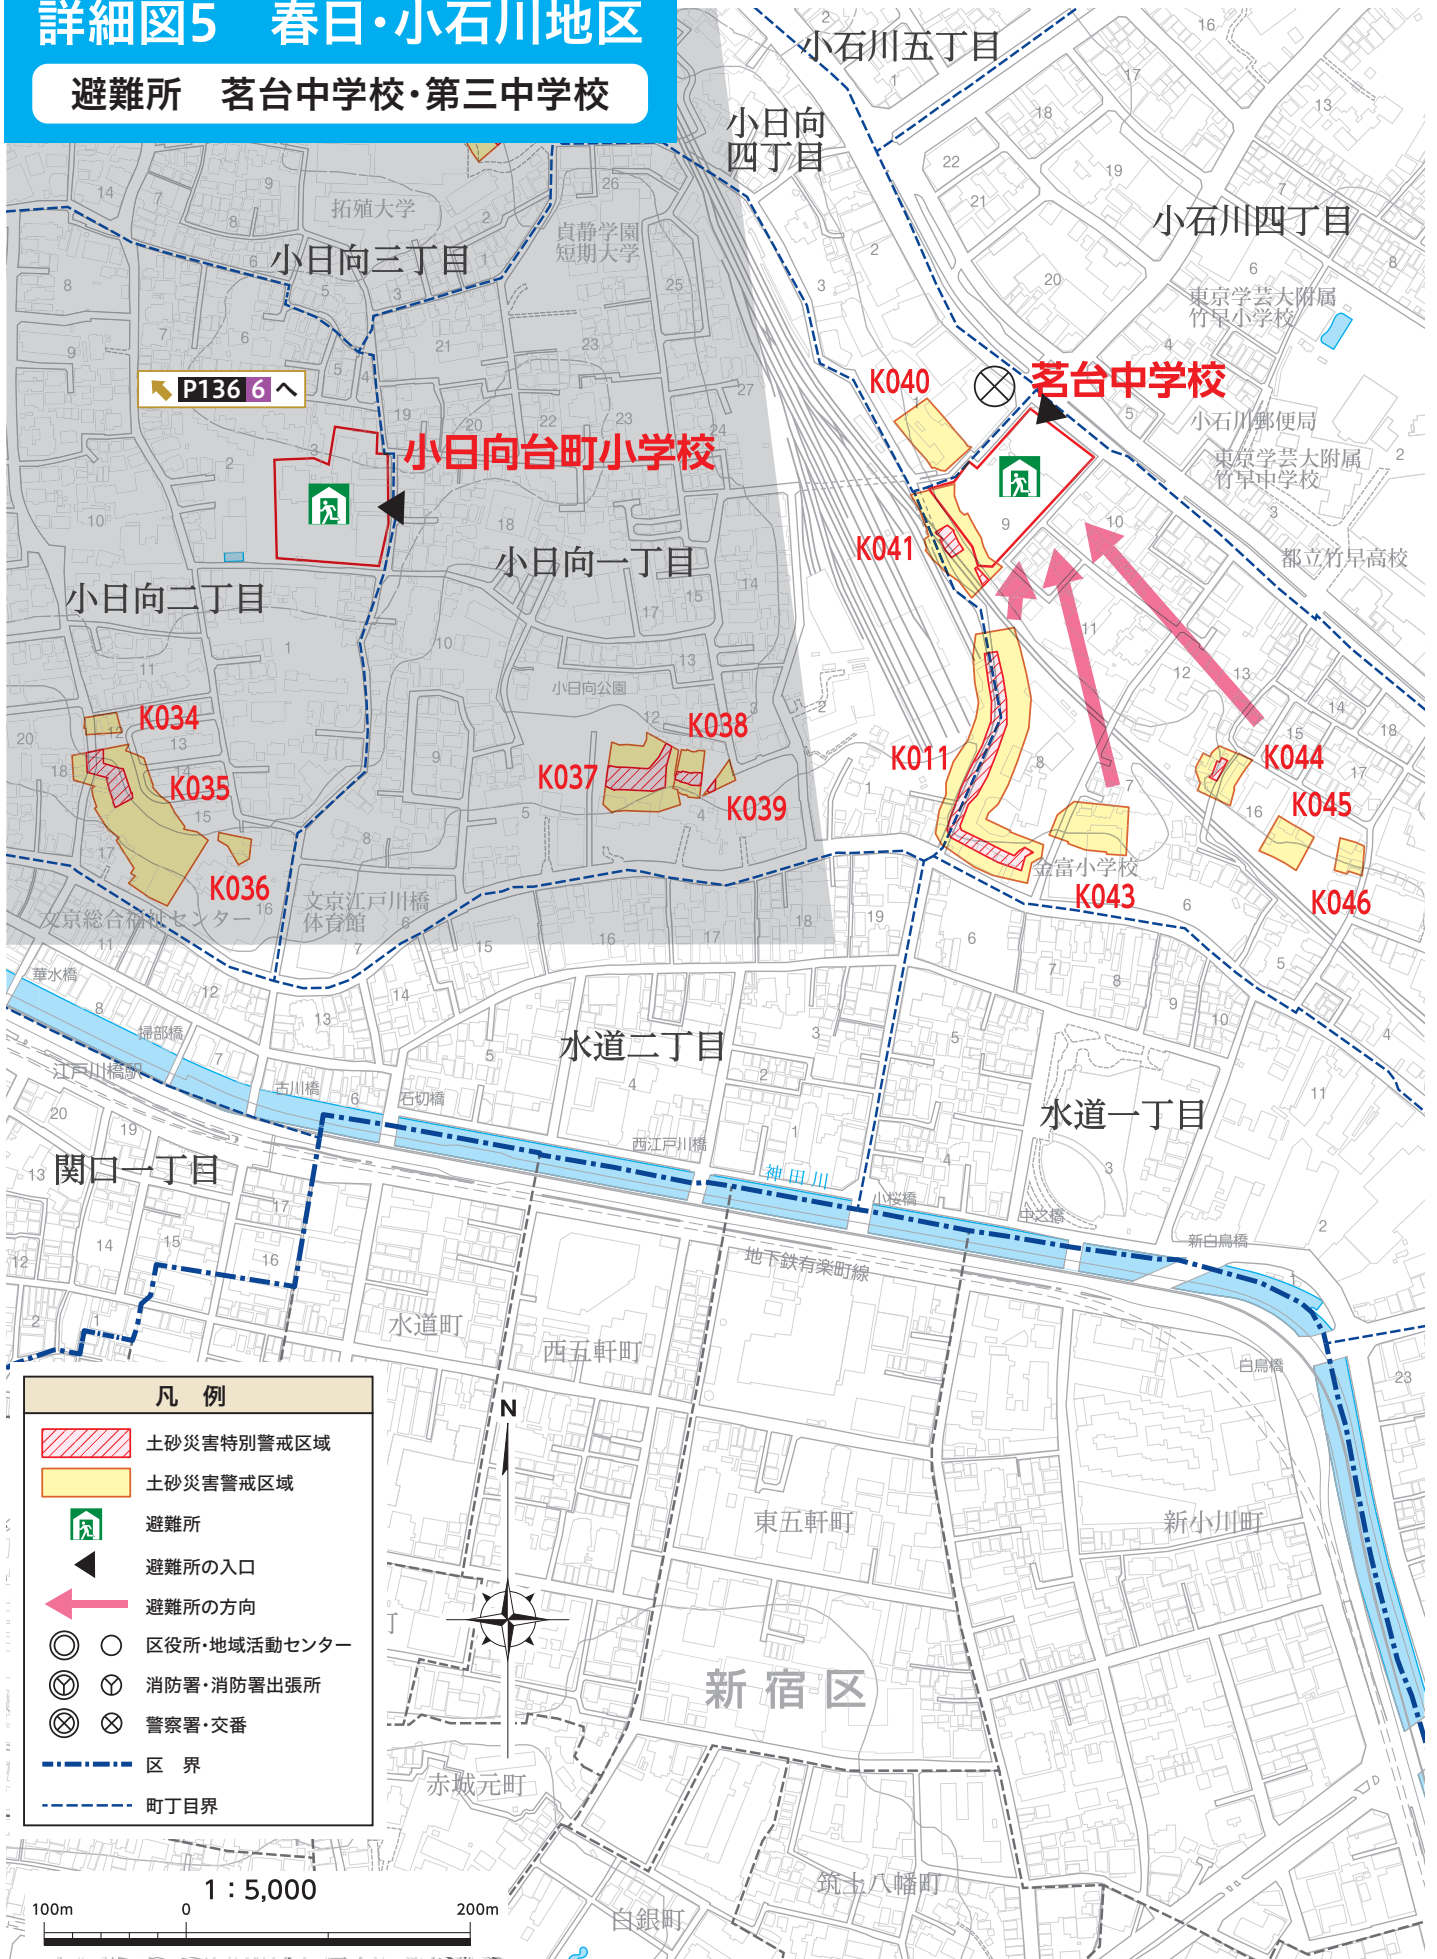 詳細図5　春日・小石川地区
避難所　茗台中学校・第三中学校
小石川五丁目
小日向
四丁目
小石川四丁目
拓殖大学
小日向三丁目
貞静学園
短期大学
東京学芸大附属
竹早小学校
P136 6 へ
K040
茗台中学校
小石川郵便局
小日向台町小学校
東京学芸大附属
竹早中学校
K041
小日向一丁目
都立竹早高校
小日向二丁目
小日向公園
K034
K038
K011
K044
K037
K035
K039
K045
金富小学校
K036
K043
K046
文京総合福祉センター
文京江戸川橋
体育館
華水橋
掃部橋
水道二丁目
江戸川橋駅
古川橋
石切橋
水道一丁目
西江戸川橋
関口一丁目
神田川
小桜橋
中之橋
新白鳥橋
地下鉄有楽町線
水道町
西五軒町
白鳥橋
凡　例
土砂災害特別警戒区域
土砂災害警戒区域
避難所
避難所の入口
避難所の方向
区役所・地域活動センター
消防署・消防署出張所
警察署・交番
区　界
町丁目界
N
東五軒町
新小川町
新宿区
赤城元町
筑土八幡町
白銀町
1：5,000
100m
0
200m